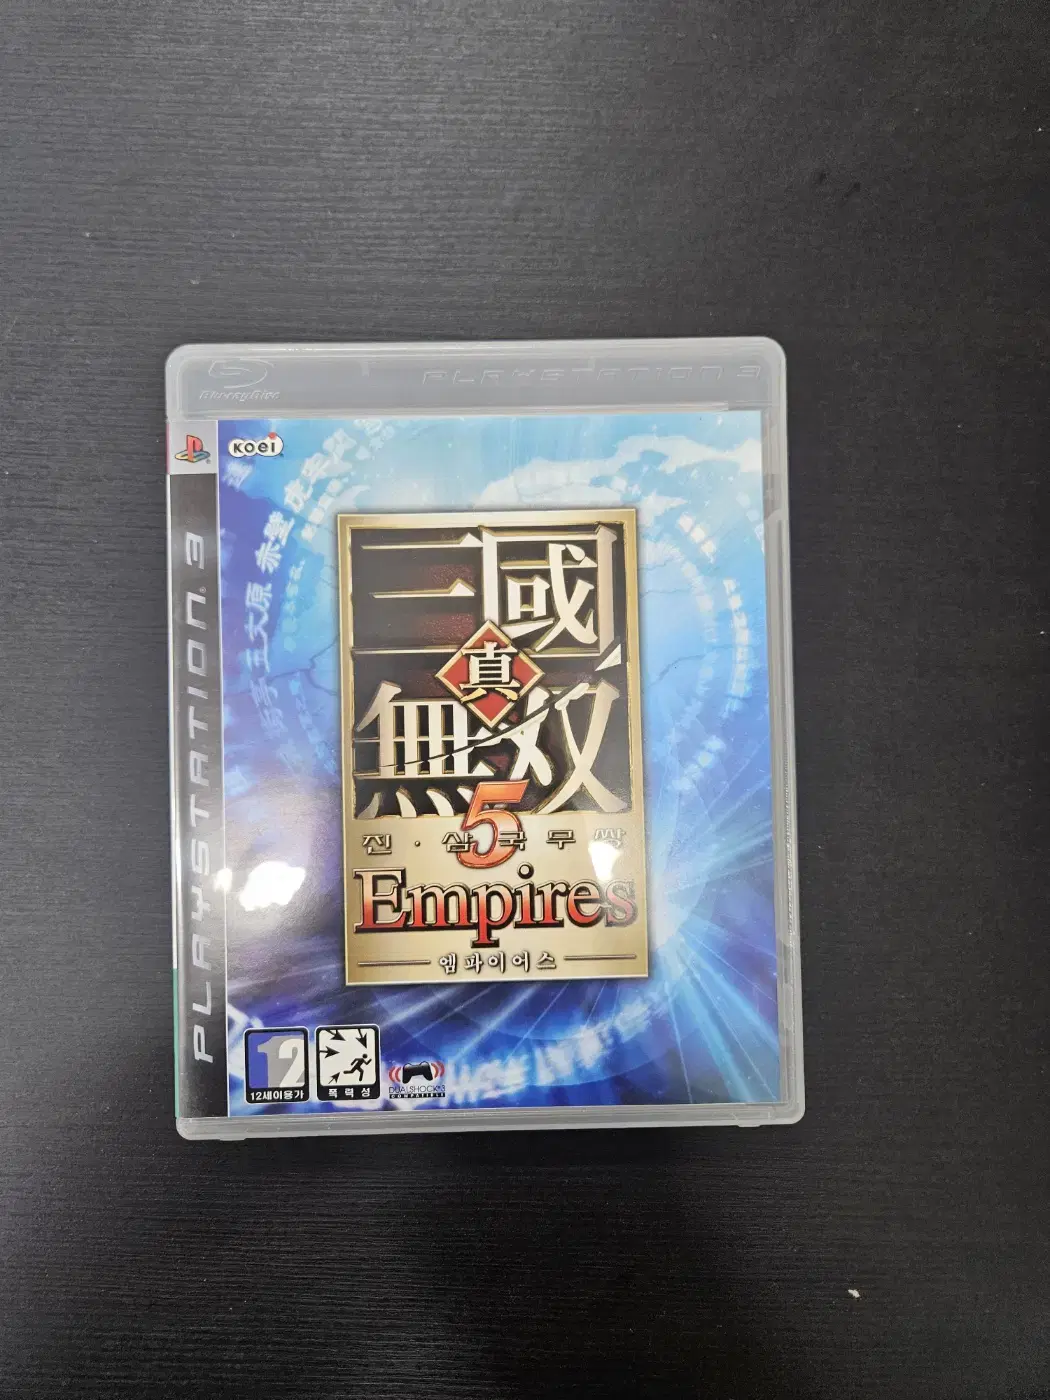 Blu-ray Disc
PLAYSTATION 3
PLAYSTATION 3
KOEI
三國
真
無双
5
진・삼국무쌍
Empires
엠파이어스
12
12세이용가
폭력성
DUALSHOCK 3
COMPATIBLE